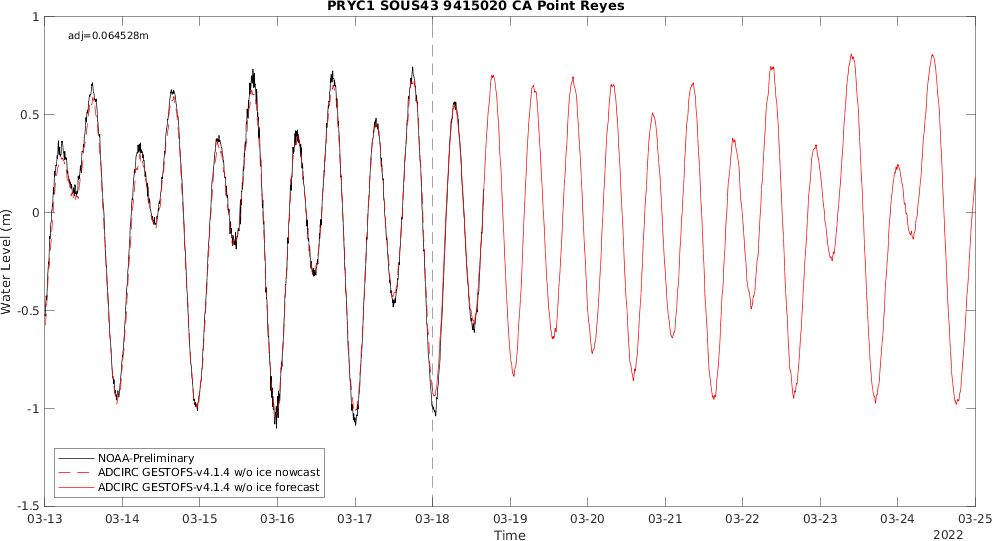 PRYC1 SOUS43 9415020 CA Point Reyes
adj=0.064528m
1
0.5
0
-0.5
-1
-1.5
Water Level (m)
NOAA-Preliminary
ADCIRC GESTOFS-v4.1.4 w/o ice nowcast
ADCIRC GESTOFS-v4.1.4 w/o ice forecast
03-13 03-14 03-15 03-16 03-17 03-18 03-19 03-20 03-21 03-22 03-23 03-24 03-25
Time
2022